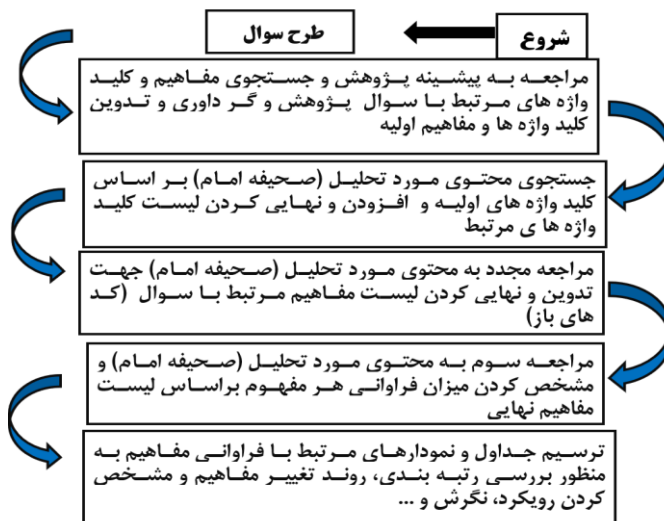 شروع
طرح سوال
مراجعه به پیشینه پژوهش و جستجوی مفاهیم و کلید
واژه های مرتبط با سوال پژوهش و گر داوری و تدوین
کلید واژه ها و مفاهیم اولیه
جستجوی محتوی مورد تحلیل (صحیفه امام) بر اساس
کلید واژه های اولیه و افزودن و نهایی کردن لیست کلید
واژه ها ی مرتبط
مراجعه مجدد به محتوی مورد تحلیل (صحیفه امام) جهت
تدوین و نهایی کردن لیست مفاهیم مرتبط با سوال (کد
های باز)
مراجعه سوم به محتوی مورد تحلیل (صحیفه امام) و
مشخص کردن میزان فراوانی هر مفهوم براساس لیست
مفاهیم نهایی
ترسیم جداول و نمودارهای مرتبط با فراوانی مفاهیم به
منظور بررسی رتبه بندی، روند تغییر مفاهیم و مشخص
کردن رویکرد، نگرش و ...